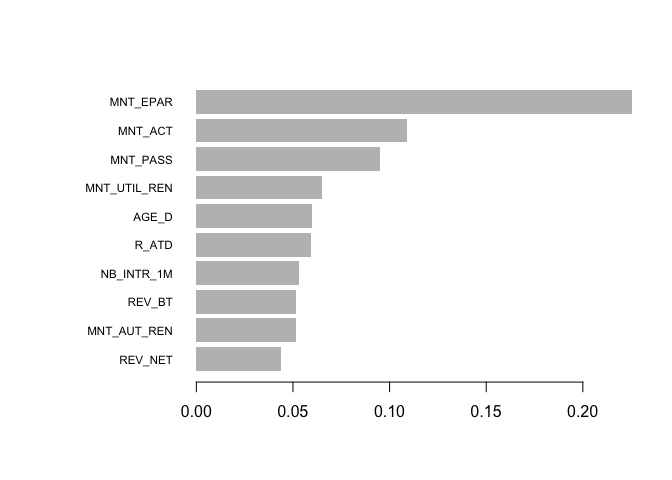 MNT_EPAR
MNT_ACT
MNT_PASS
MNT_UTIL_REN
AGE_D
R_ATD
NB_INTR_1M
REV_BT
MNT_AUT_REN
REV_NET
0.00 0.05 0.10 0.15 0.20